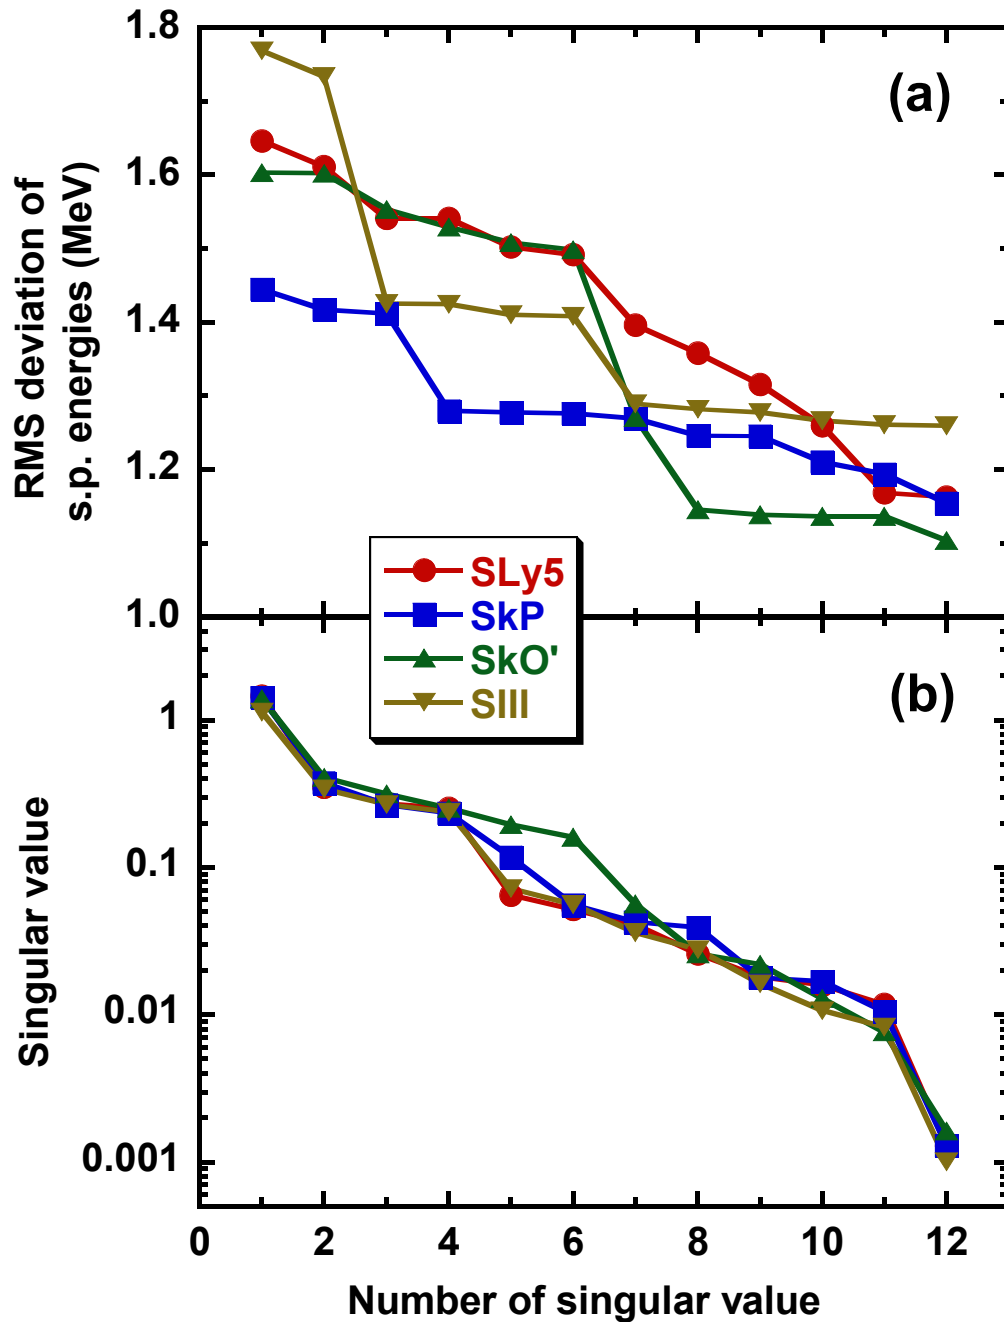 1.8
(a)
1.6
1.4
1.2
1.0
RMS deviation of
s.p. energies (MeV)
SLy5
SkP
SkO'
SIII
(b)
1
0.1
0.01
0.001
Singular value
0 2 4 6 8 10 12
Number of singular value